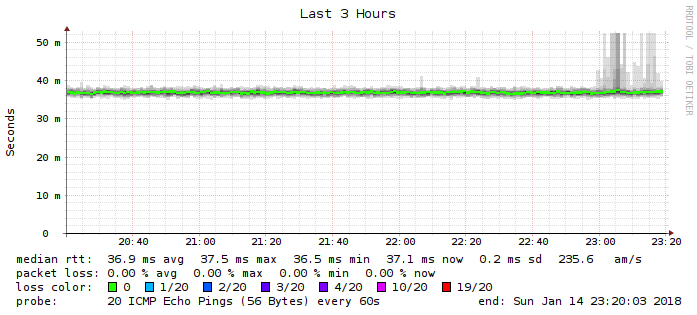 Last 3 Hours
RRDTOOL / TOBI OETIKER
Seconds
50 m
40 m
30 m
20 m
10 m
0
20:40 21:00 21:20 21:40 22:00 22:20 22:40 23:00 23:20
median rtt: 36.9 ms avg 37.5 ms max 36.5 ms min 37.1 ms now 0.2 ms sd 235.6 am/s
packet loss: 0.00 % avg 0.00 % max 0.00 % min 0.00 % now
loss color: 0 1/20 2/20 3/20 4/20 10/20 19/20
probe: 20 ICMP Echo Pings (56 Bytes) every 60s end: Sun Jan 14 23:20:03 2018